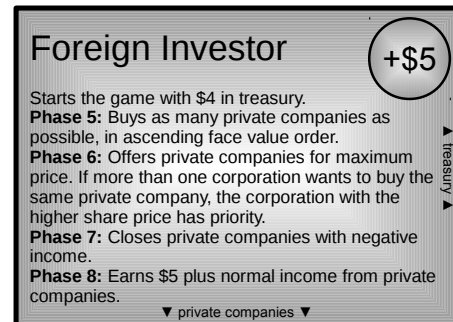 Foreign Investor
+$5
Starts the game with $4 in treasury.
Phase 5: Buys as many private companies as
possible, in ascending face value order.
Phase 6: Offers private companies for maximum
price. If more than one corporation wants to buy the
same private company, the corporation with the
higher share price has priority.
Phase 7: Closes private companies with negative
income.
Phase 8: Earns $5 plus normal income from private
companies.
▼ treasury ▼
▼ private companies ▼